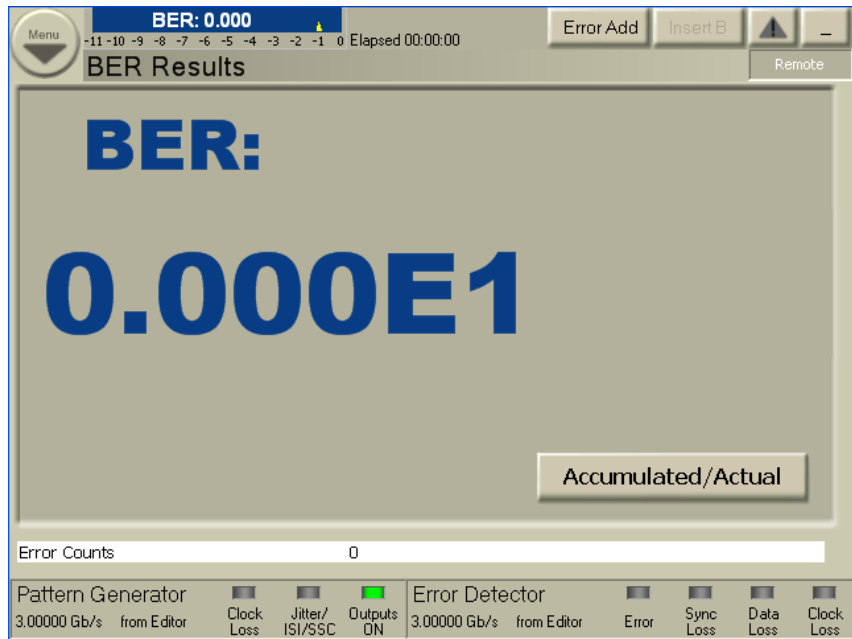 Menu
BER: 0.000
-11 -10 -9 -8 -7 -6 -5 -4 -3 -2 -1 0 Elapsed 00:00:00
Error Add
Insert B
BER Results
Remote
BER:
0.000E1
Accumulated/Actual
Error Counts 0
Pattern Generator
3.00000 Gb/s from Editor
Clock Loss
Jitter/ ISI/SSC
Outputs ON
Error Detector
3.00000 Gb/s from Editor
Error
Sync Loss
Data Loss
Clock Loss